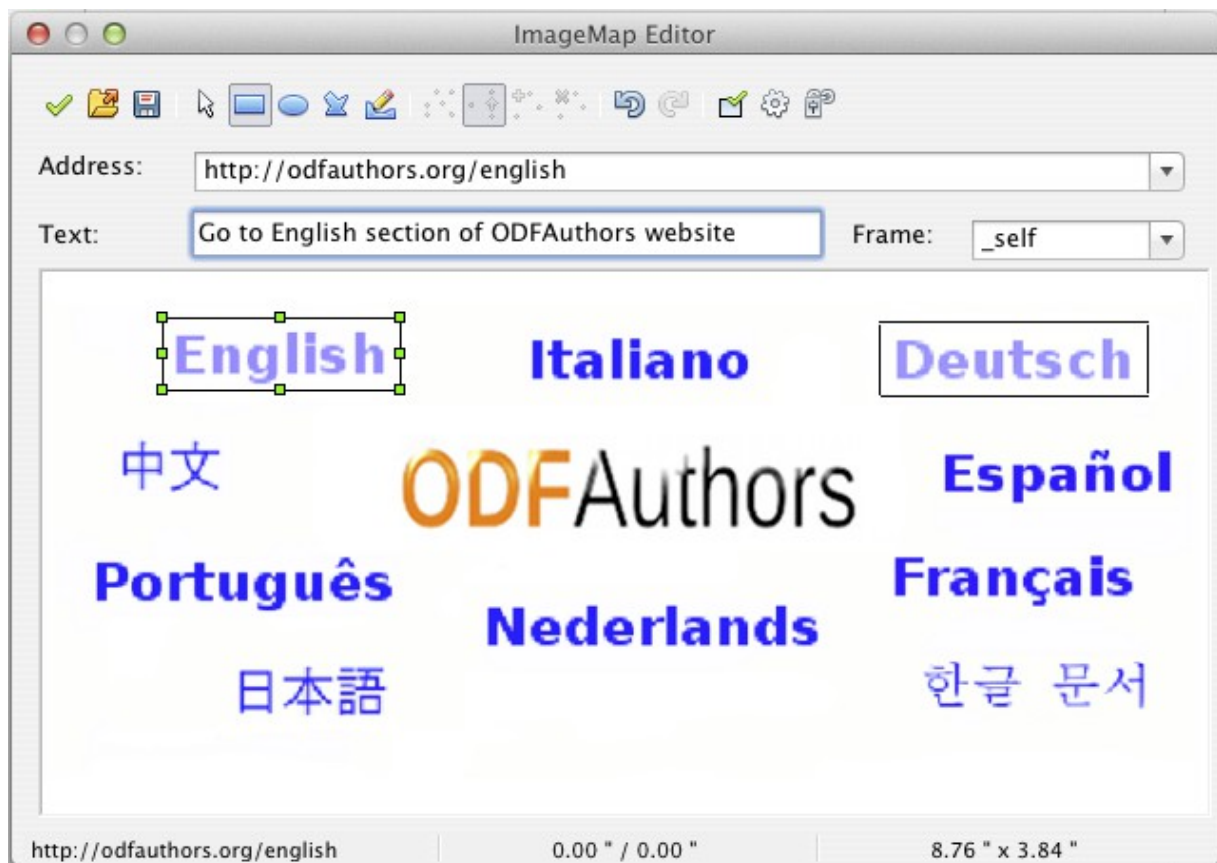 ImageMap Editor
Address: http://odfauthors.org/english
Text: Go to English section of ODFAuthors website Frame: _self
English Italiano Deutsch
中文 ODFAuthors Español
Português Français
Nederlands
日本語 한글 문서
http://odfauthors.org/english 0.00 " / 0.00 " 8.76 " x 3.84 "